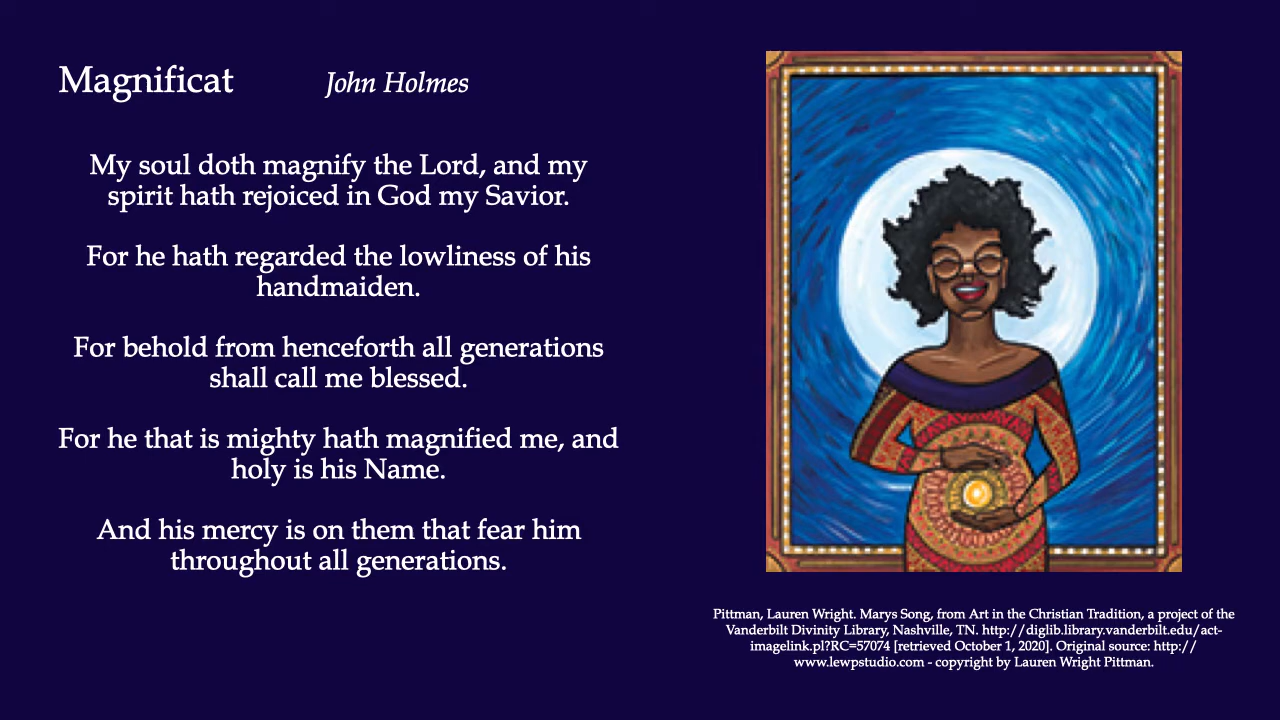 Magnificat John Holmes
My soul doth magnify the Lord, and my
spirit hath rejoiced in God my Savior.
For he hath regarded the lowliness of his
handmaiden.
For behold from henceforth all generations
shall call me blessed.
For he that is mighty hath magnified me, and
holy is his Name.
And his mercy is on them that fear him
throughout all generations.
Pittman, Lauren Wright. Marys Song, from Art in the Christian Tradition, a project of the
Vanderbilt Divinity Library, Nashville, TN. http://diglib.library.vanderbilt.edu/act-
imagelink.pl?RC=57074 [retrieved October 1, 2020]. Original source: http://
www.lewpstudio.com - copyright by Lauren Wright Pittman.